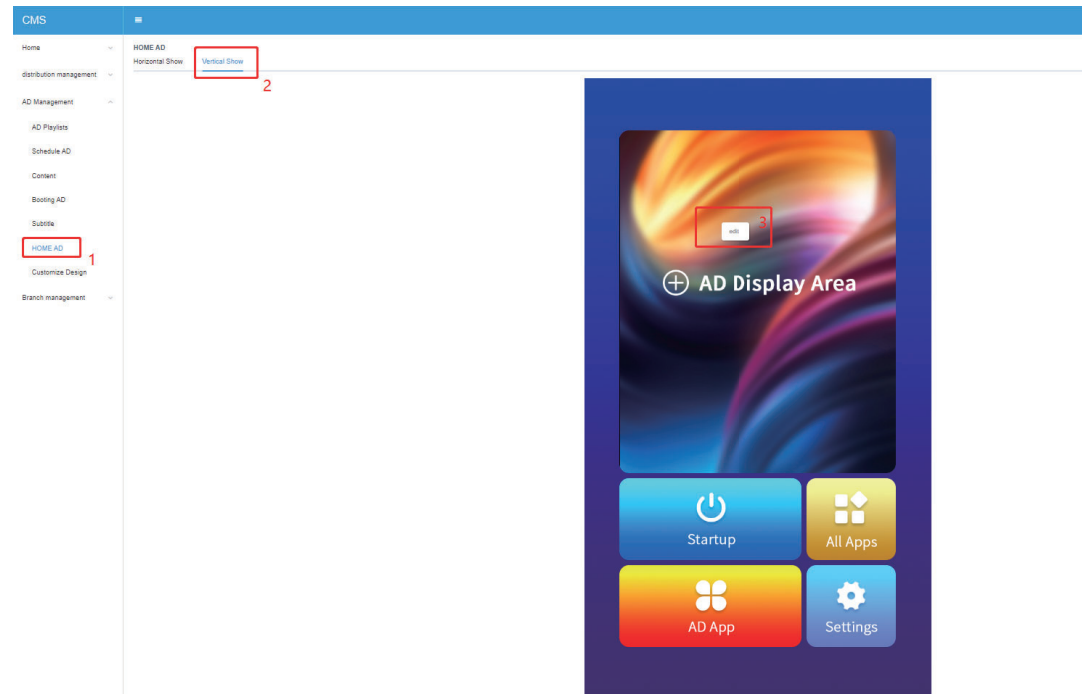 CMS
Home
distribution management
AD Management
AD Playlists
Schedule AD
Content
Booting AD
Subtitle
HOME AD
1
Customize Design
Branch management
HOME AD
Horizontal Show Vertical Show
2
3
edit
AD Display Area
Startup
All Apps
AD App
Settings